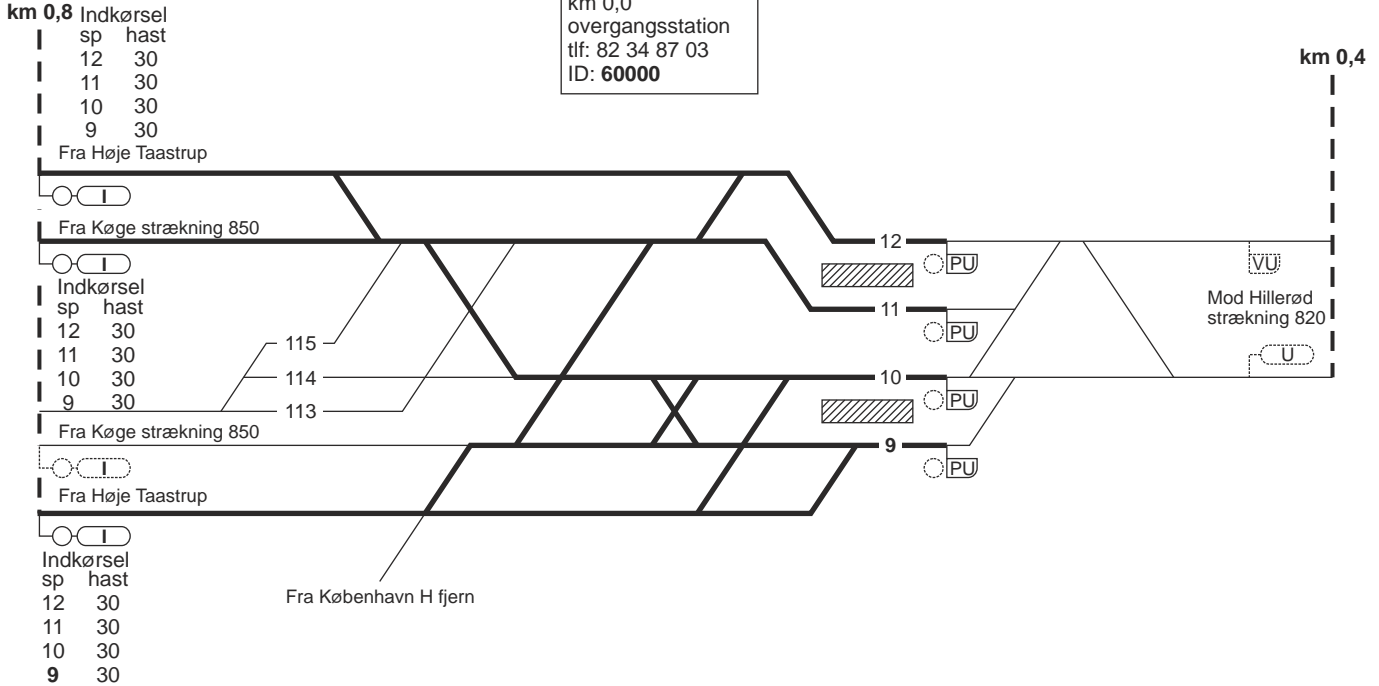 km 0,8 Indkørsel
sp hast
12 30
11 30
10 30
9 30
Fra Høje Taastrup
I
km 0,0
overgangsstation
tlf: 82 34 87 03
ID: 60000
km 0,4
Fra Køge strækning 850
I
Indkørsel
sp hast
12 30
11 30
10 30
9 30
115
114
113
12
PU
11
PU
10
PU
9
PU
VU
Mod Hillerød
strækning 820
U
Fra Køge strækning 850
I
Fra Høje Taastrup
I
Indkørsel
sp hast
12 30
11 30
10 30
9 30
Fra København H fjern